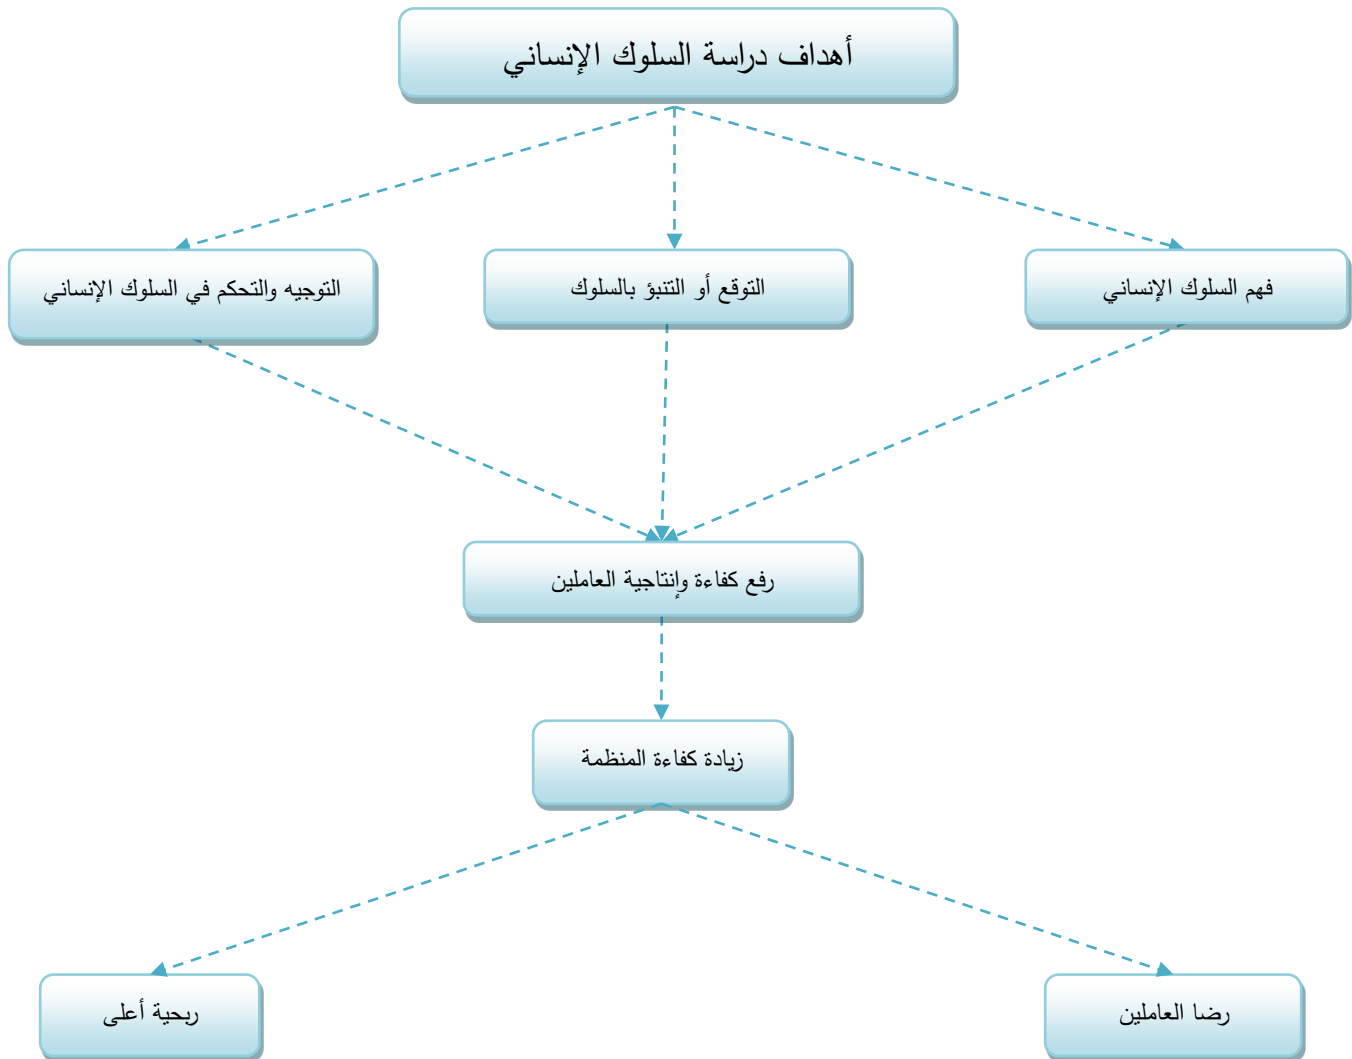 أهداف دراسة السلوك الإنساني
فهم السلوك الإنساني
التوقع أو التنبؤ بالسلوك
التوجيه والتحكم في السلوك الإنساني
رفع كفاءة وإنتاجية العاملين
زيادة كفاءة المنظمة
رضا العاملين
ربحية أعلى